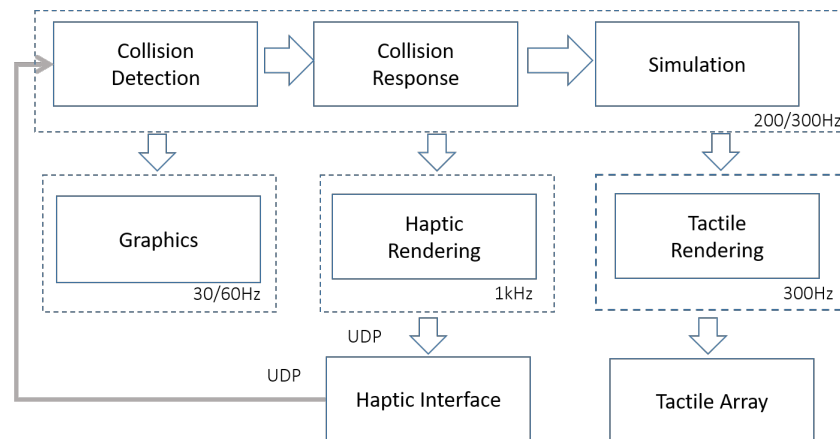 Collision
Detection
Collision
Response
Simulation
200/300Hz
Graphics
30/60Hz
Haptic
Rendering
1kHz
Tactile
Rendering
300Hz
UDP
UDP
Haptic Interface
Tactile Array